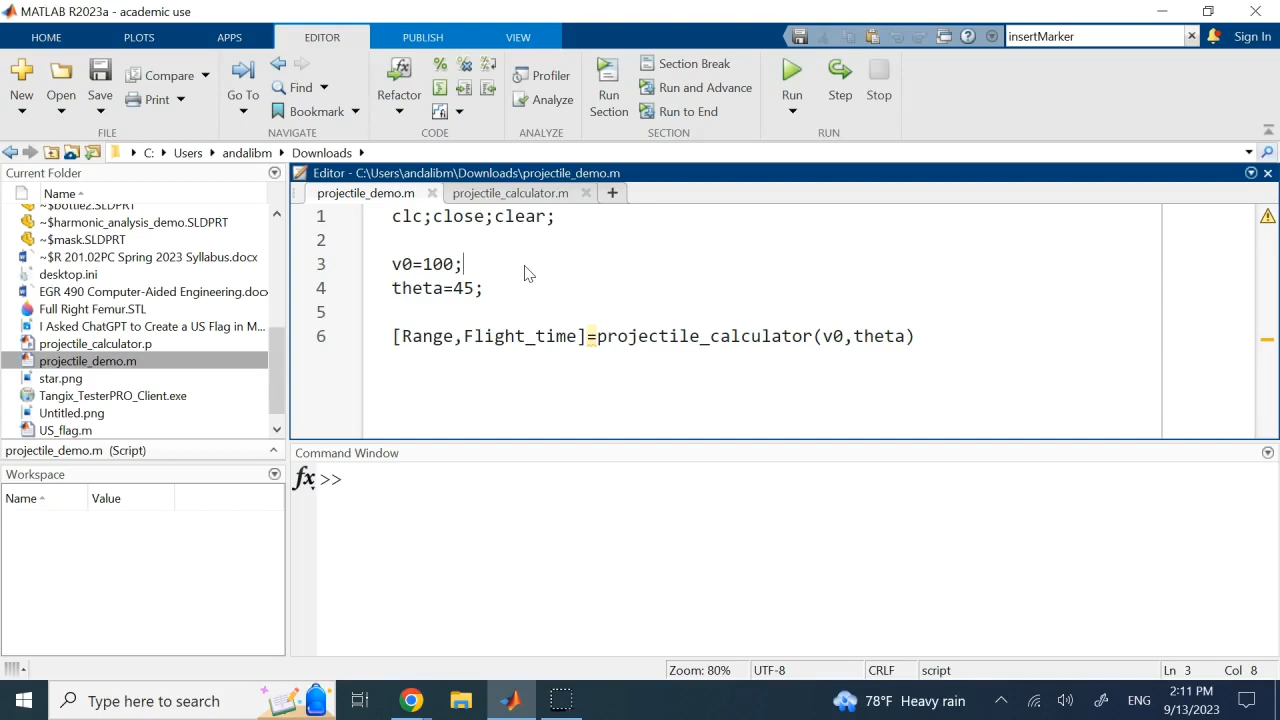 MATLAB R2023a - academic use
HOME PLOTS APPS EDITOR PUBLISH VIEW insertMarker Sign In
New Open Save Compare Print
Go To Find Bookmark
Refactor
Profiler Analyze
Run Section Section Break Run and Advance Run to End
Run Step Stop
FILE NAVIGATE CODE ANALYZE SECTION RUN
C: Users andalibm Downloads
Current Folder
Name
~$bottle2.SLDPRT
~$harmonic_analysis_demo.SLDPRT
~$mask.SLDPRT
~$R 201.02PC Spring 2023 Syllabus.docx
desktop.ini
EGR 490 Computer-Aided Engineering.docx
Full Right Femur.STL
I Asked ChatGPT to Create a US Flag in M...
projectile_calculator.p
projectile_demo.m
star.png
Tangix_TesterPRO_Client.exe
Untitled.png
US_flag.m
projectile_demo.m (Script)
Workspace
Name Value
Editor - C:\Users\andalibm\Downloads\projectile_demo.m
projectile_demo.m projectile_calculator.m
1 clc;close;clear;
2
3 v0=100;
4 theta=45;
5
6 [Range,Flight_time]=projectile_calculator(v0,theta)
Command Window
fx >>
Zoom: 80% UTF-8 CRLF script Ln 3 Col 8
Type here to search
78°F Heavy rain
ENG
2:11 PM
9/13/2023